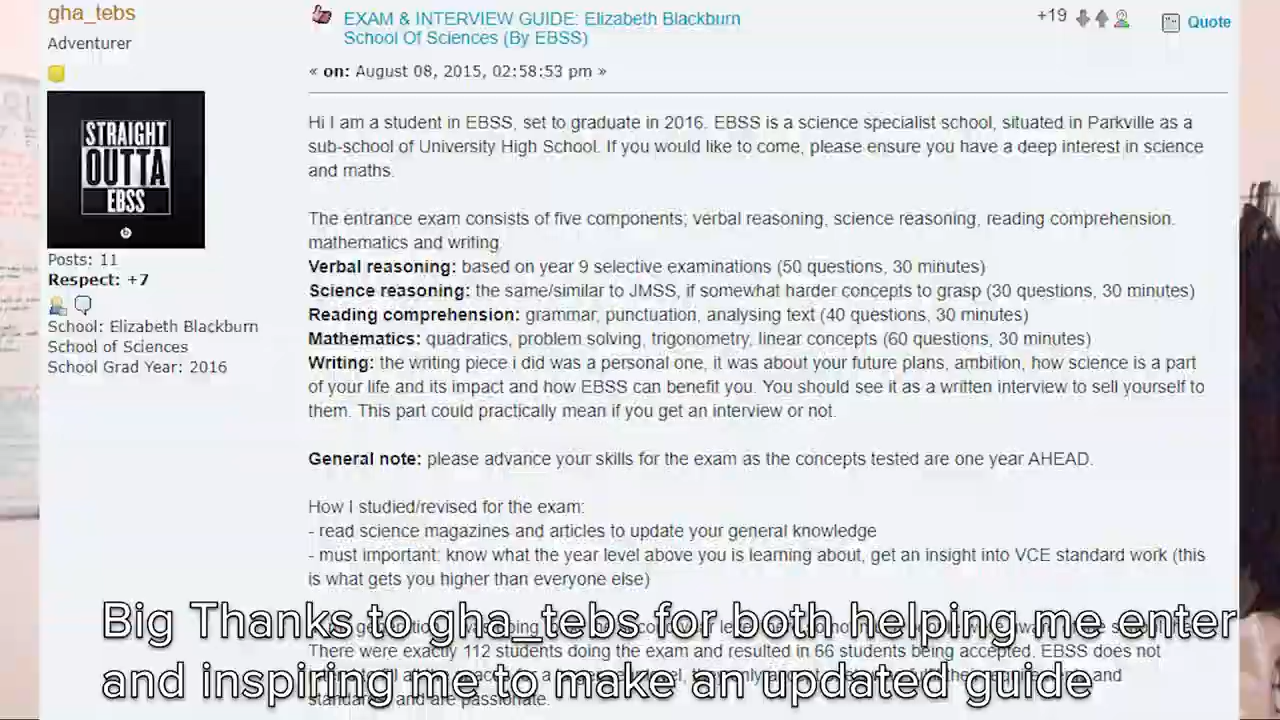 gha_tebs
Adventurer
STRAIGHT
OUTTA
EBSS
Posts: 11
Respect: +7
School: Elizabeth Blackburn
School of Sciences
School Grad Year: 2016
EXAM & INTERVIEW GUIDE: Elizabeth Blackburn
School Of Sciences (By EBSS)
+19
Quote
« on: August 08, 2015, 02:58:53 pm »
Hi I am a student in EBSS, set to graduate in 2016. EBSS is a science specialist school, situated in Parkville as a
sub-school of University High School. If you would like to come, please ensure you have a deep interest in science
and maths.
The entrance exam consists of five components; verbal reasoning, science reasoning, reading comprehension.
mathematics and writing.
Verbal reasoning: based on year 9 selective examinations (50 questions, 30 minutes)
Science reasoning: the same/similar to JMSS, if somewhat harder concepts to grasp (30 questions, 30 minutes)
Reading comprehension: grammar, punctuation, analysing text (40 questions, 30 minutes)
Mathematics: quadratics, problem solving, trigonometry, linear concepts (60 questions, 30 minutes)
Writing: the writing piece i did was a personal one, it was about your future plans, ambition, how science is a part
of your life and its impact and how EBSS can benefit you. You should see it as a written interview to sell yourself to
them. This part could practically mean if you get an interview or not.
General note: please advance your skills for the exam as the concepts tested are one year AHEAD.
How I studied/revised for the exam:
- read science magazines and articles to update your general knowledge
- must important: know what the year level above you is learning about, get an insight into VCE standard work (this
is what gets you higher than everyone else)
There were exactly 112 students doing the exam and resulted in 66 students being accepted. EBSS does not
and
standards and are passionate.
Big Thanks to gha_tebs for both helping me enter
and inspiring me to make an updated guide